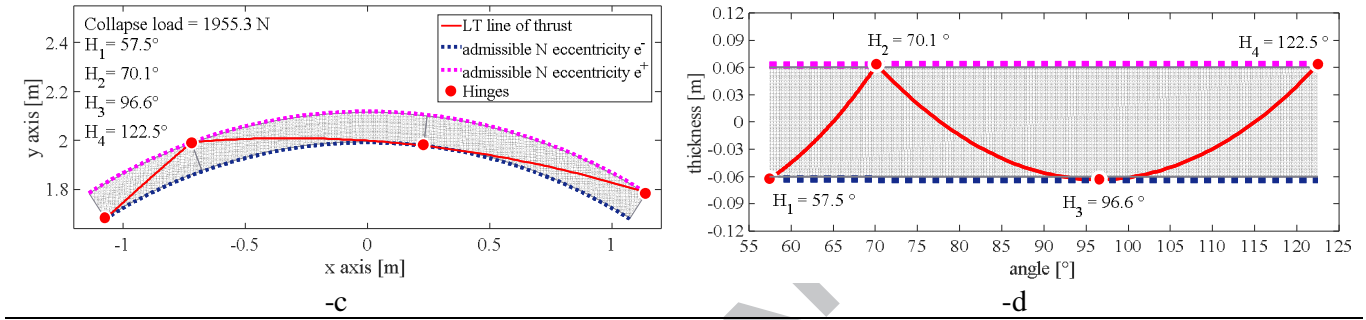 Collapse load = 1955.3 N
H1 = 57.5°
H2 = 70.1°
H3 = 96.6°
H4 = 122.5°
LT line of thrust
admissible N eccentricity e-
admissible N eccentricity e+
Hinges
2.4
2.2
2
1.8
-1
-0.5
0
0.5
1
y axis [m]
x axis [m]
-c
0.12
0.09
0.06
0.03
0
-0.03
-0.06
-0.09
-0.12
thickness [m]
H2 = 70.1 °
H4 = 122.5°
H1 = 57.5 °
H3 = 96.6°
55
60
65
70
75
80
85
90
95
100
105
110
115
120
125
angle [°]
-d